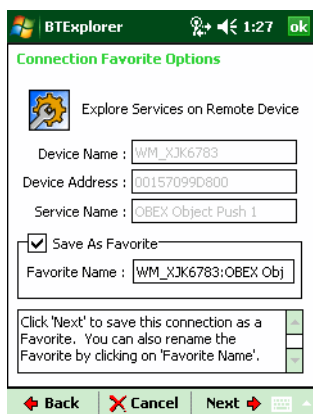 BTExplorer 1:27 ok
Connection Favorite Options
Explore Services on Remote Device
Device Name : WM_XJK6783
Device Address : 00157099D800
Service Name : OBEX Object Push 1
Save As Favorite
Favorite Name : WM_XJK6783:OBEX Obj
Click 'Next' to save this connection as a
Favorite. You can also rename the
Favorite by clicking on 'Favorite Name'.
Back Cancel Next